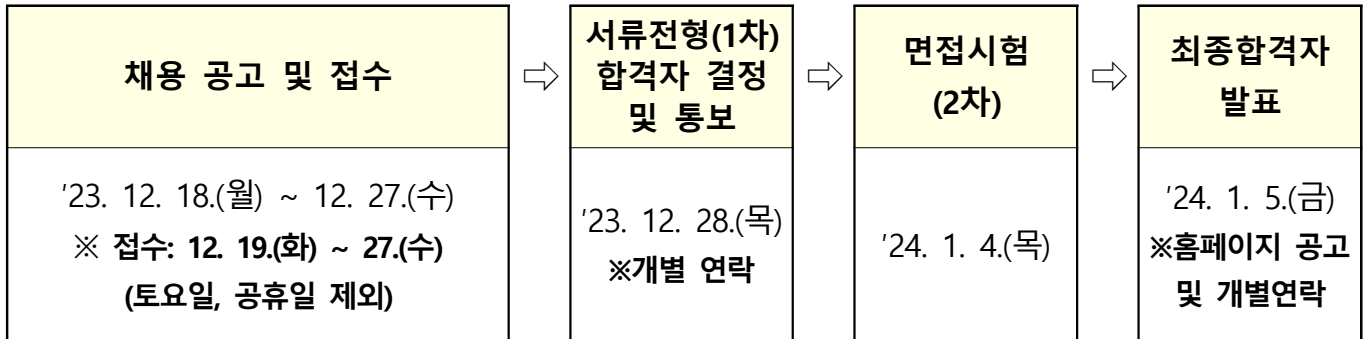 채용 공고 및 접수
⇨
서류전형(1차)
합격자 결정
및 통보
⇨
면접시험
(2차)
⇨
최종합격자
발표
'23. 12. 18.(월) ~ 12. 27.(수)
※ 접수: 12. 19.(화) ~ 27.(수)
(토요일, 공휴일 제외)
'23. 12. 28.(목)
※개별 연락
'24. 1. 4.(목)
'24. 1. 5.(금)
※홈페이지 공고
및 개별연락